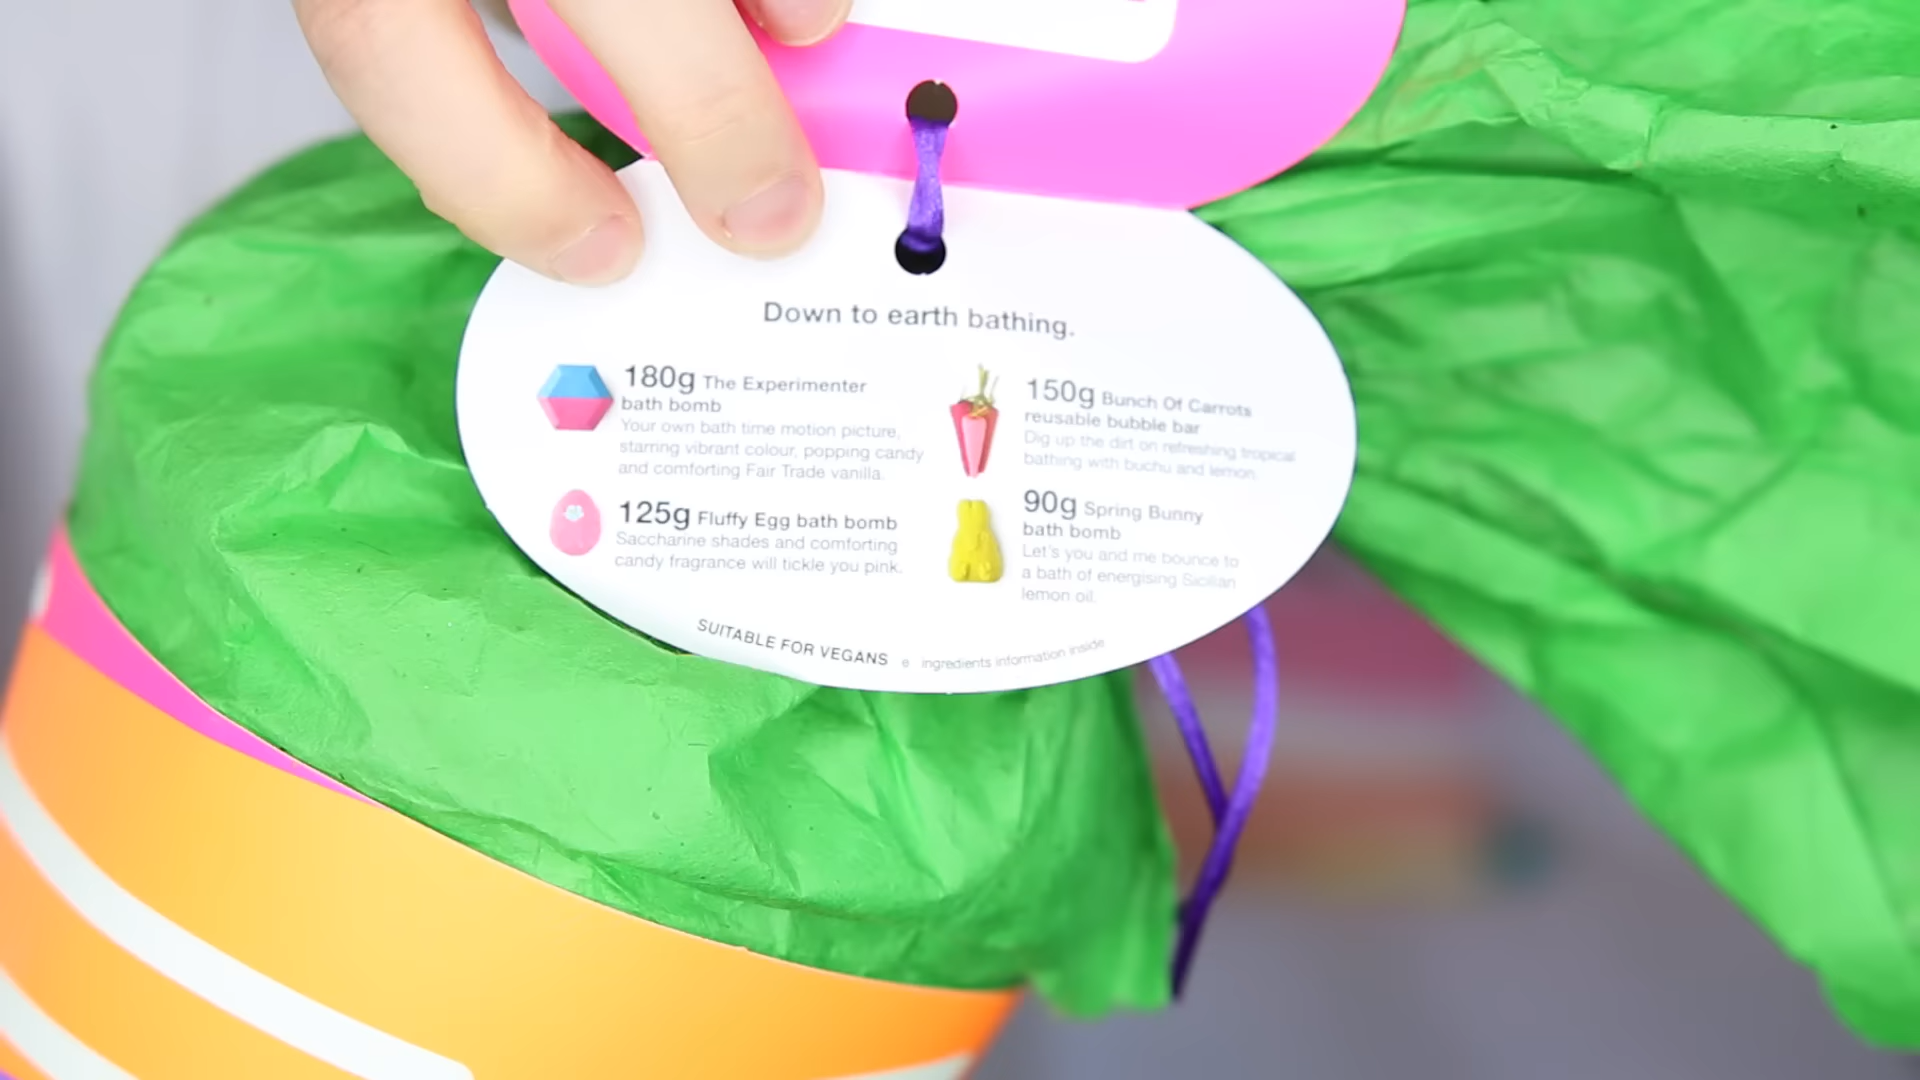 Down to earth bathing.
180g The Experimenter
bath bomb
Your own bath time motion picture,
starring vibrant colour, popping candy
and comforting Fair Trade vanilla.
125g Fluffy Egg bath bomb
Saccharine shades and comforting
candy fragrance will tickle you pink.
150g Bunch Of Carrots
reusable bubble bar
Dig up the dirt on refreshing tropical
bathing with buchu and lemon.
90g Spring Bunny
bath bomb
Let's you and me bounce to
a bath of energising Sicilian
lemon oil.
SUITABLE FOR VEGANS e ingredients information inside